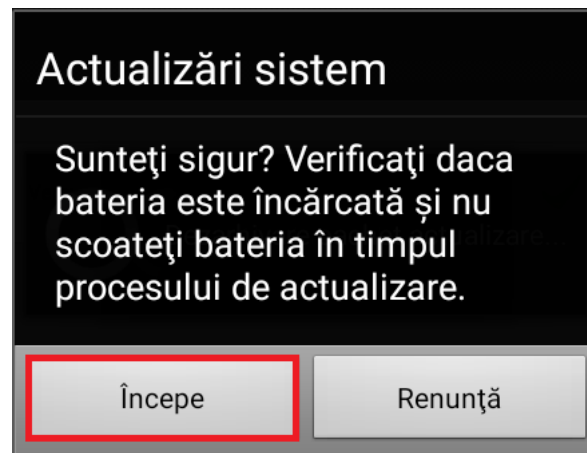 Actualizări sistem
Sunteţi sigur? Verificaţi daca
bateria este încărcată și nu
scoateţi bateria în timpul
procesului de actualizare.
Începe
Renunţă